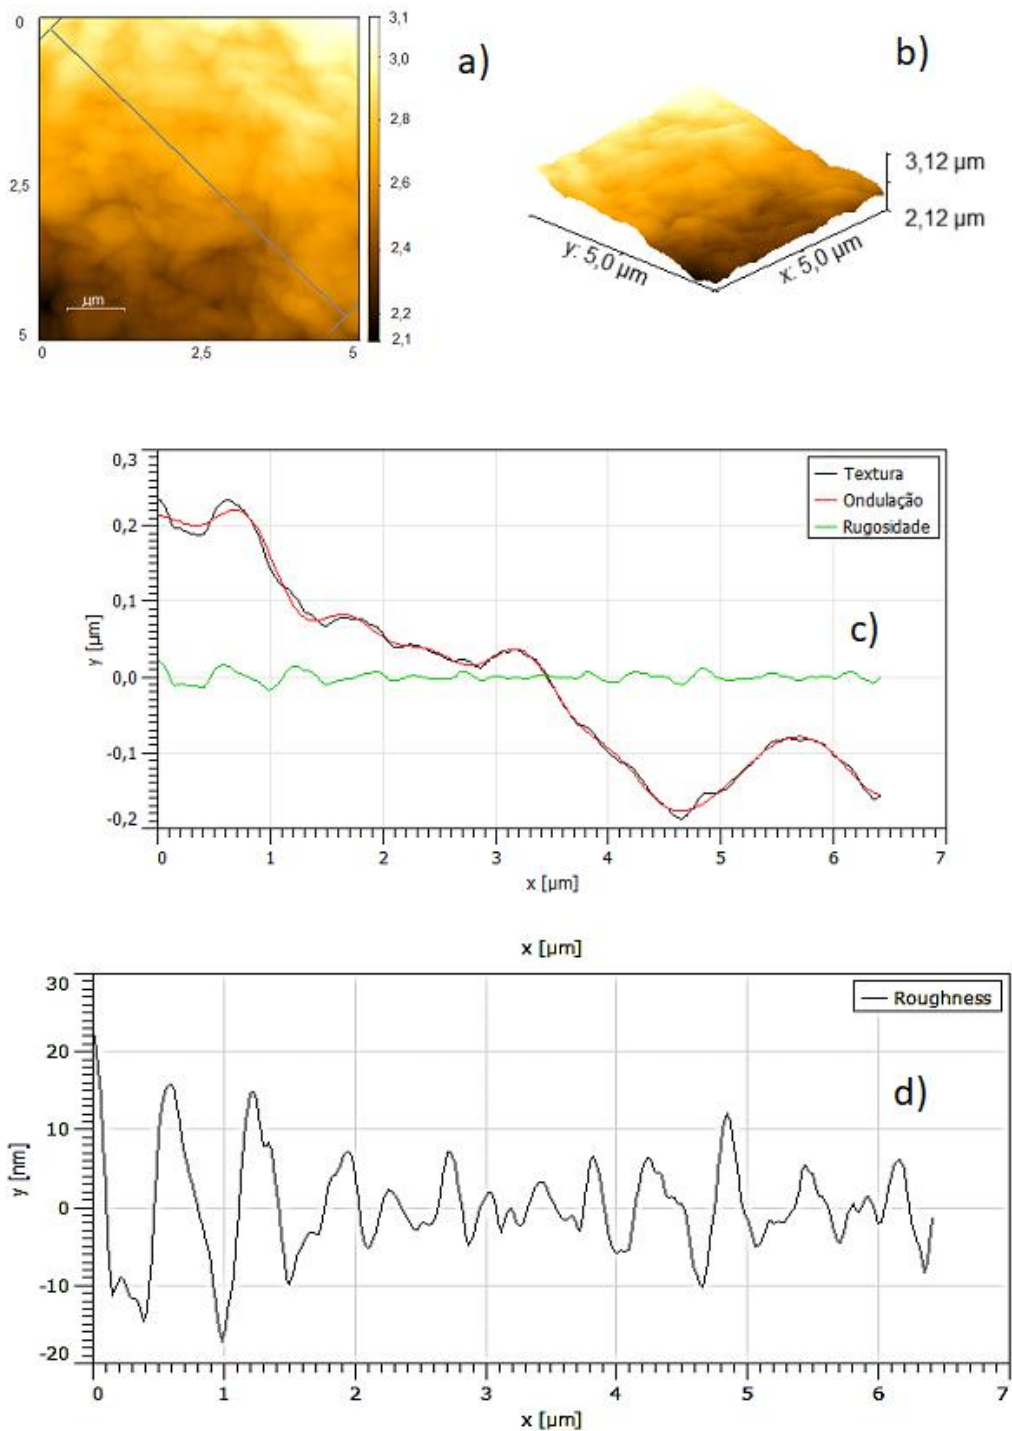 0
2,5
5
0
2,5
5
µm
3,1
3,0
2,8
2,6
2,4
2,2
2,1
a)
b)
3,12 µm
2,12 µm
y: 5,0 µm
x: 5,0 µm
0,3
0,2
0,1
0,0
-0,1
-0,2
y [µm]
Textura
Ondulação
Rugosidade
c)
0 1 2 3 4 5 6 7
x [µm]
x [µm]
30
20
10
0
-10
-20
y [nm]
Roughness
d)
0 1 2 3 4 5 6 7
x [µm]